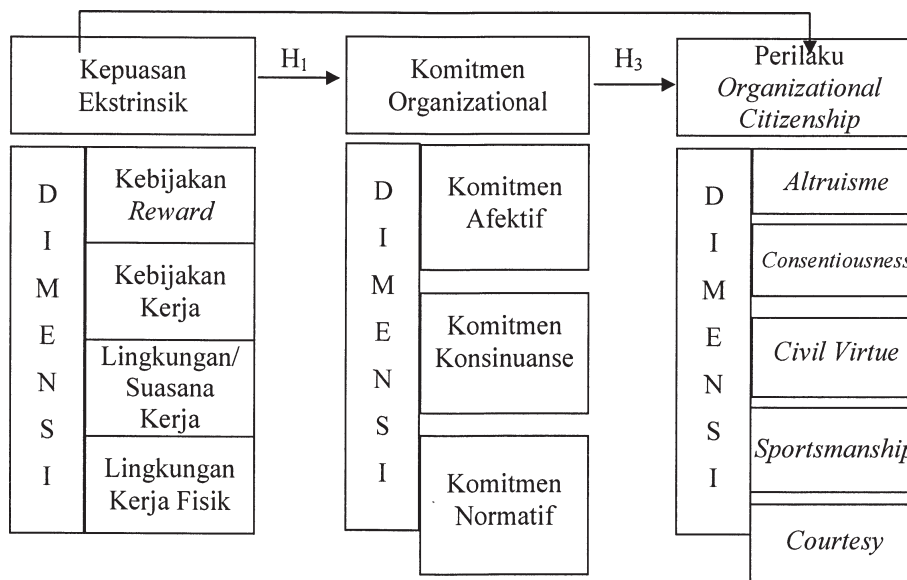 Kepuasan
Ekstrinsik
H₁
Komitmen
Organizational
H₃
Perilaku
Organizational
Citizenship
D
I
M
E
N
S
I
Kebijakan
Reward
Kebijakan
Kerja
Lingkungan/
Suasana
Kerja
Lingkungan
Kerja Fisik
D
I
M
E
N
S
I
Komitmen
Afektif
Komitmen
Konsinuanse
Komitmen
Normatif
D
I
M
E
N
S
I
Altruisme
Consentiousness
Civil Virtue
Sportsmanship
Courtesy